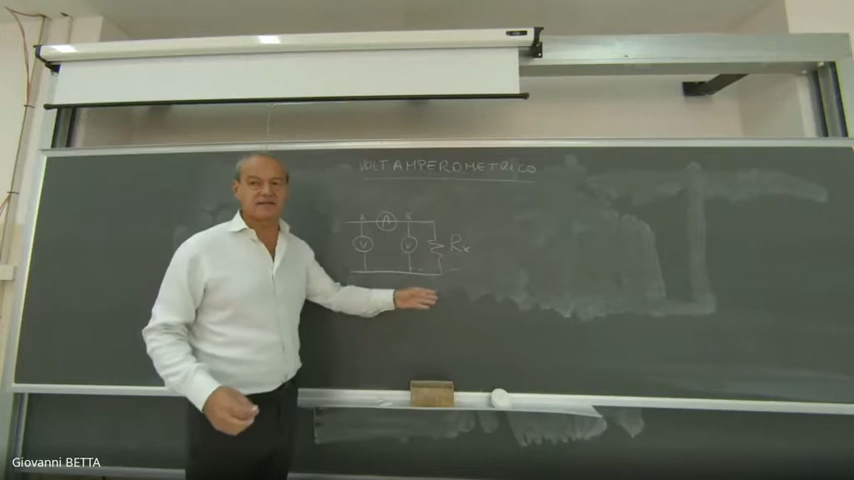 VOLTAMPEROMETRICO
A A B
V V Rx
Giovanni BETTA